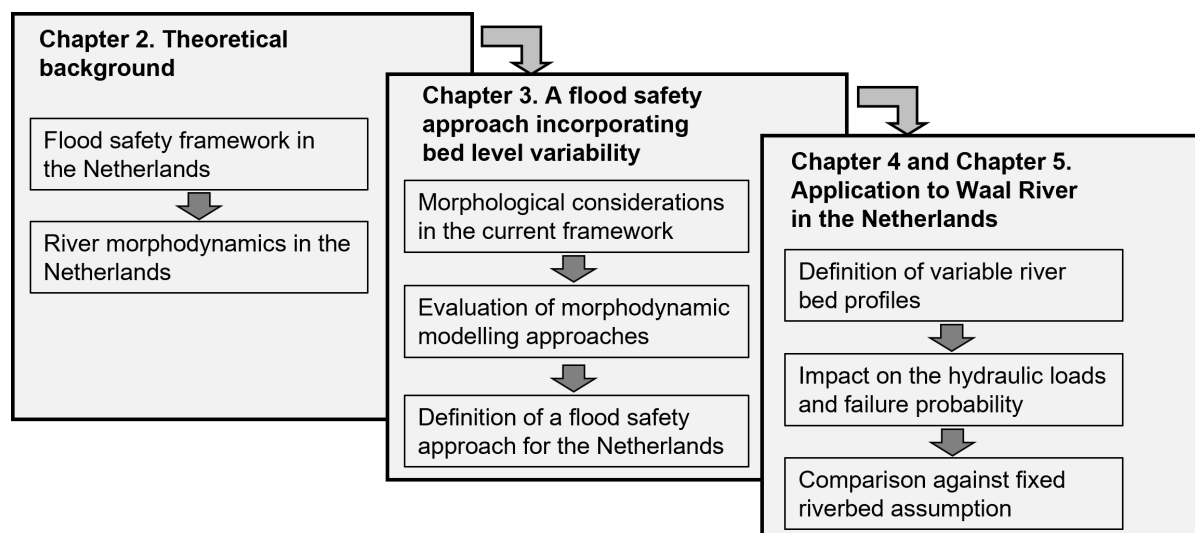 Chapter 2. Theoretical
background
Flood safety framework in
the Netherlands
River morphodynamics in the
Netherlands
Chapter 3. A flood safety
approach incorporating
bed level variability
Morphological considerations
in the current framework
Evaluation of morphodynamic
modelling approaches
Definition of a flood safety
approach for the Netherlands
Chapter 4 and Chapter 5.
Application to Waal River
in the Netherlands
Definition of variable river
bed profiles
Impact on the hydraulic loads
and failure probability
Comparison against fixed
riverbed assumption